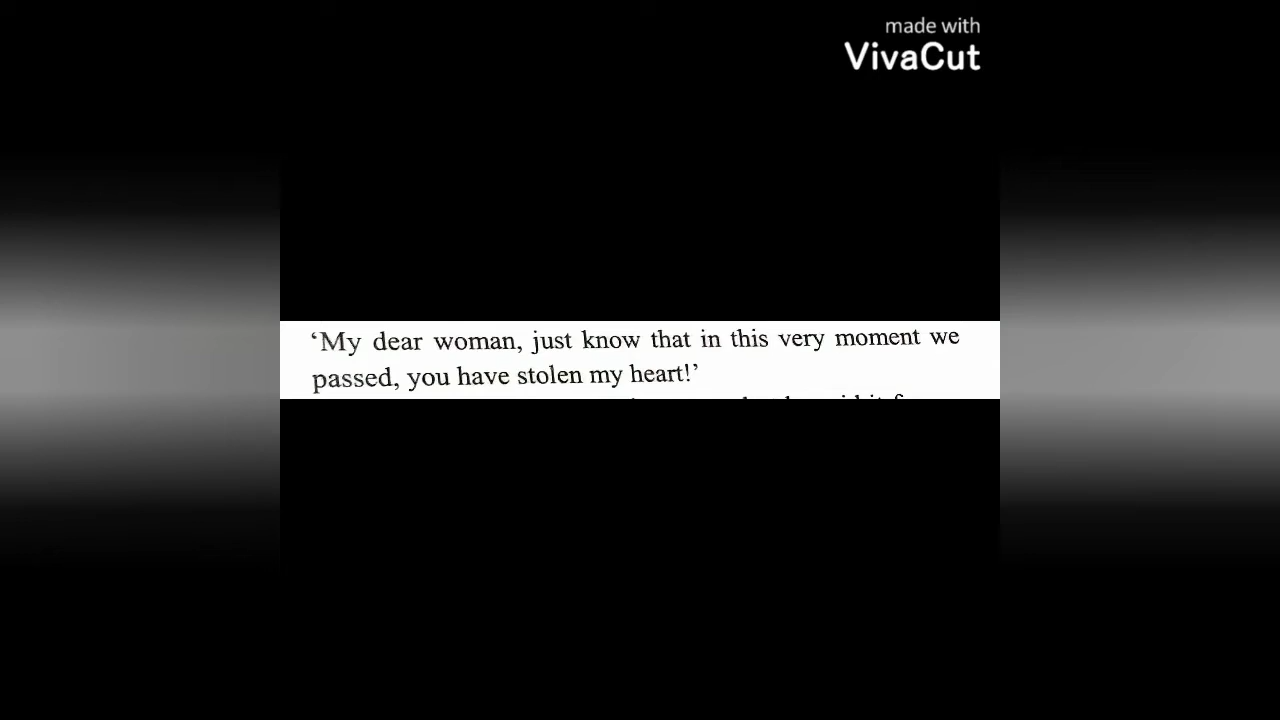 made with
VivaCut
‘My dear woman, just know that in this very moment we
passed, you have stolen my heart!’